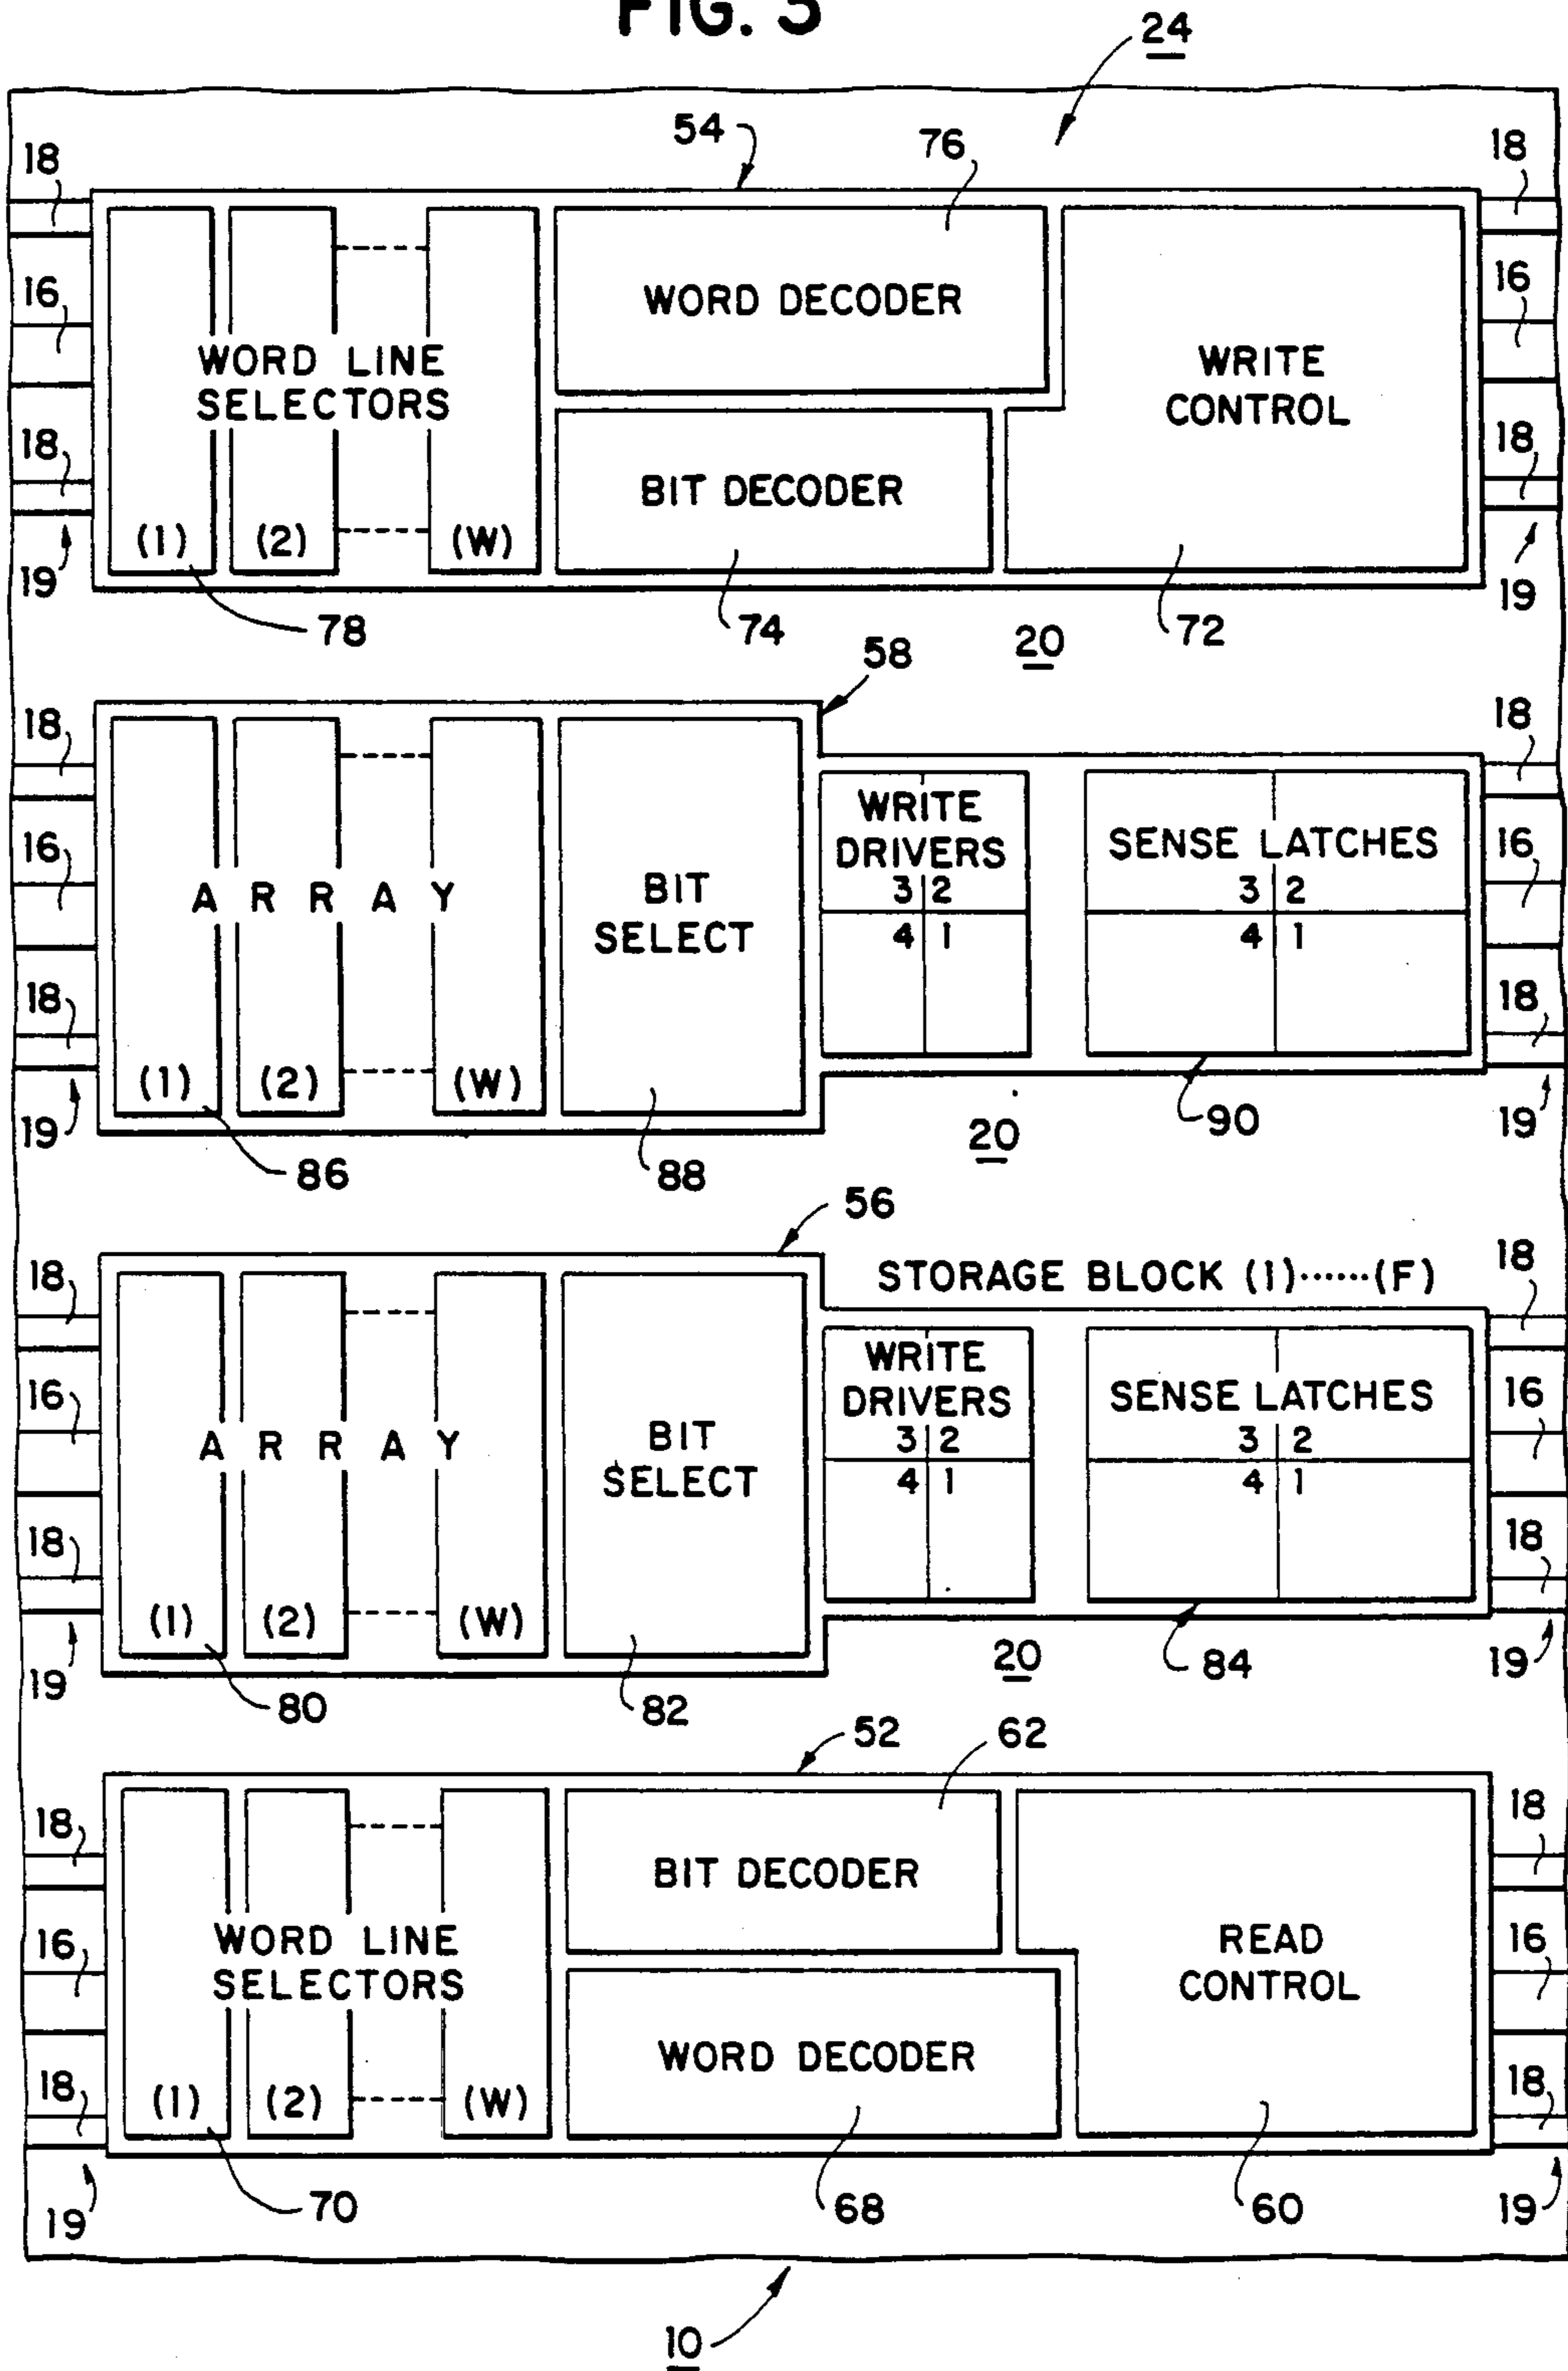 FIG. 3
24
54
76
18
18
WORD DECODER
16
16
WORD LINE
SELECTORS
WRITE
CONTROL
18
18
BIT DECODER
(1)
(2)
(W)
19
19
78
74
20
72
58
18
18
WRITE
DRIVERS
SENSE LATCHES
16
16
3 2
3 2
A R R A Y
BIT
SELECT
4 1
4 1
18
18
(1)
(2)
(W)
19
19
86
88
20
90
56
STORAGE BLOCK (1)......(F)
18
18
WRITE
DRIVERS
SENSE LATCHES
16
16
3 2
3 2
A R R A Y
BIT
SELECT
4 1
4 1
18
18
(1)
(2)
(W)
19
19
80
82
20
84
52
62
18
18
BIT DECODER
16
16
WORD LINE
SELECTORS
READ
CONTROL
WORD DECODER
18
18
(1)
(2)
(W)
19
19
70
68
60
10